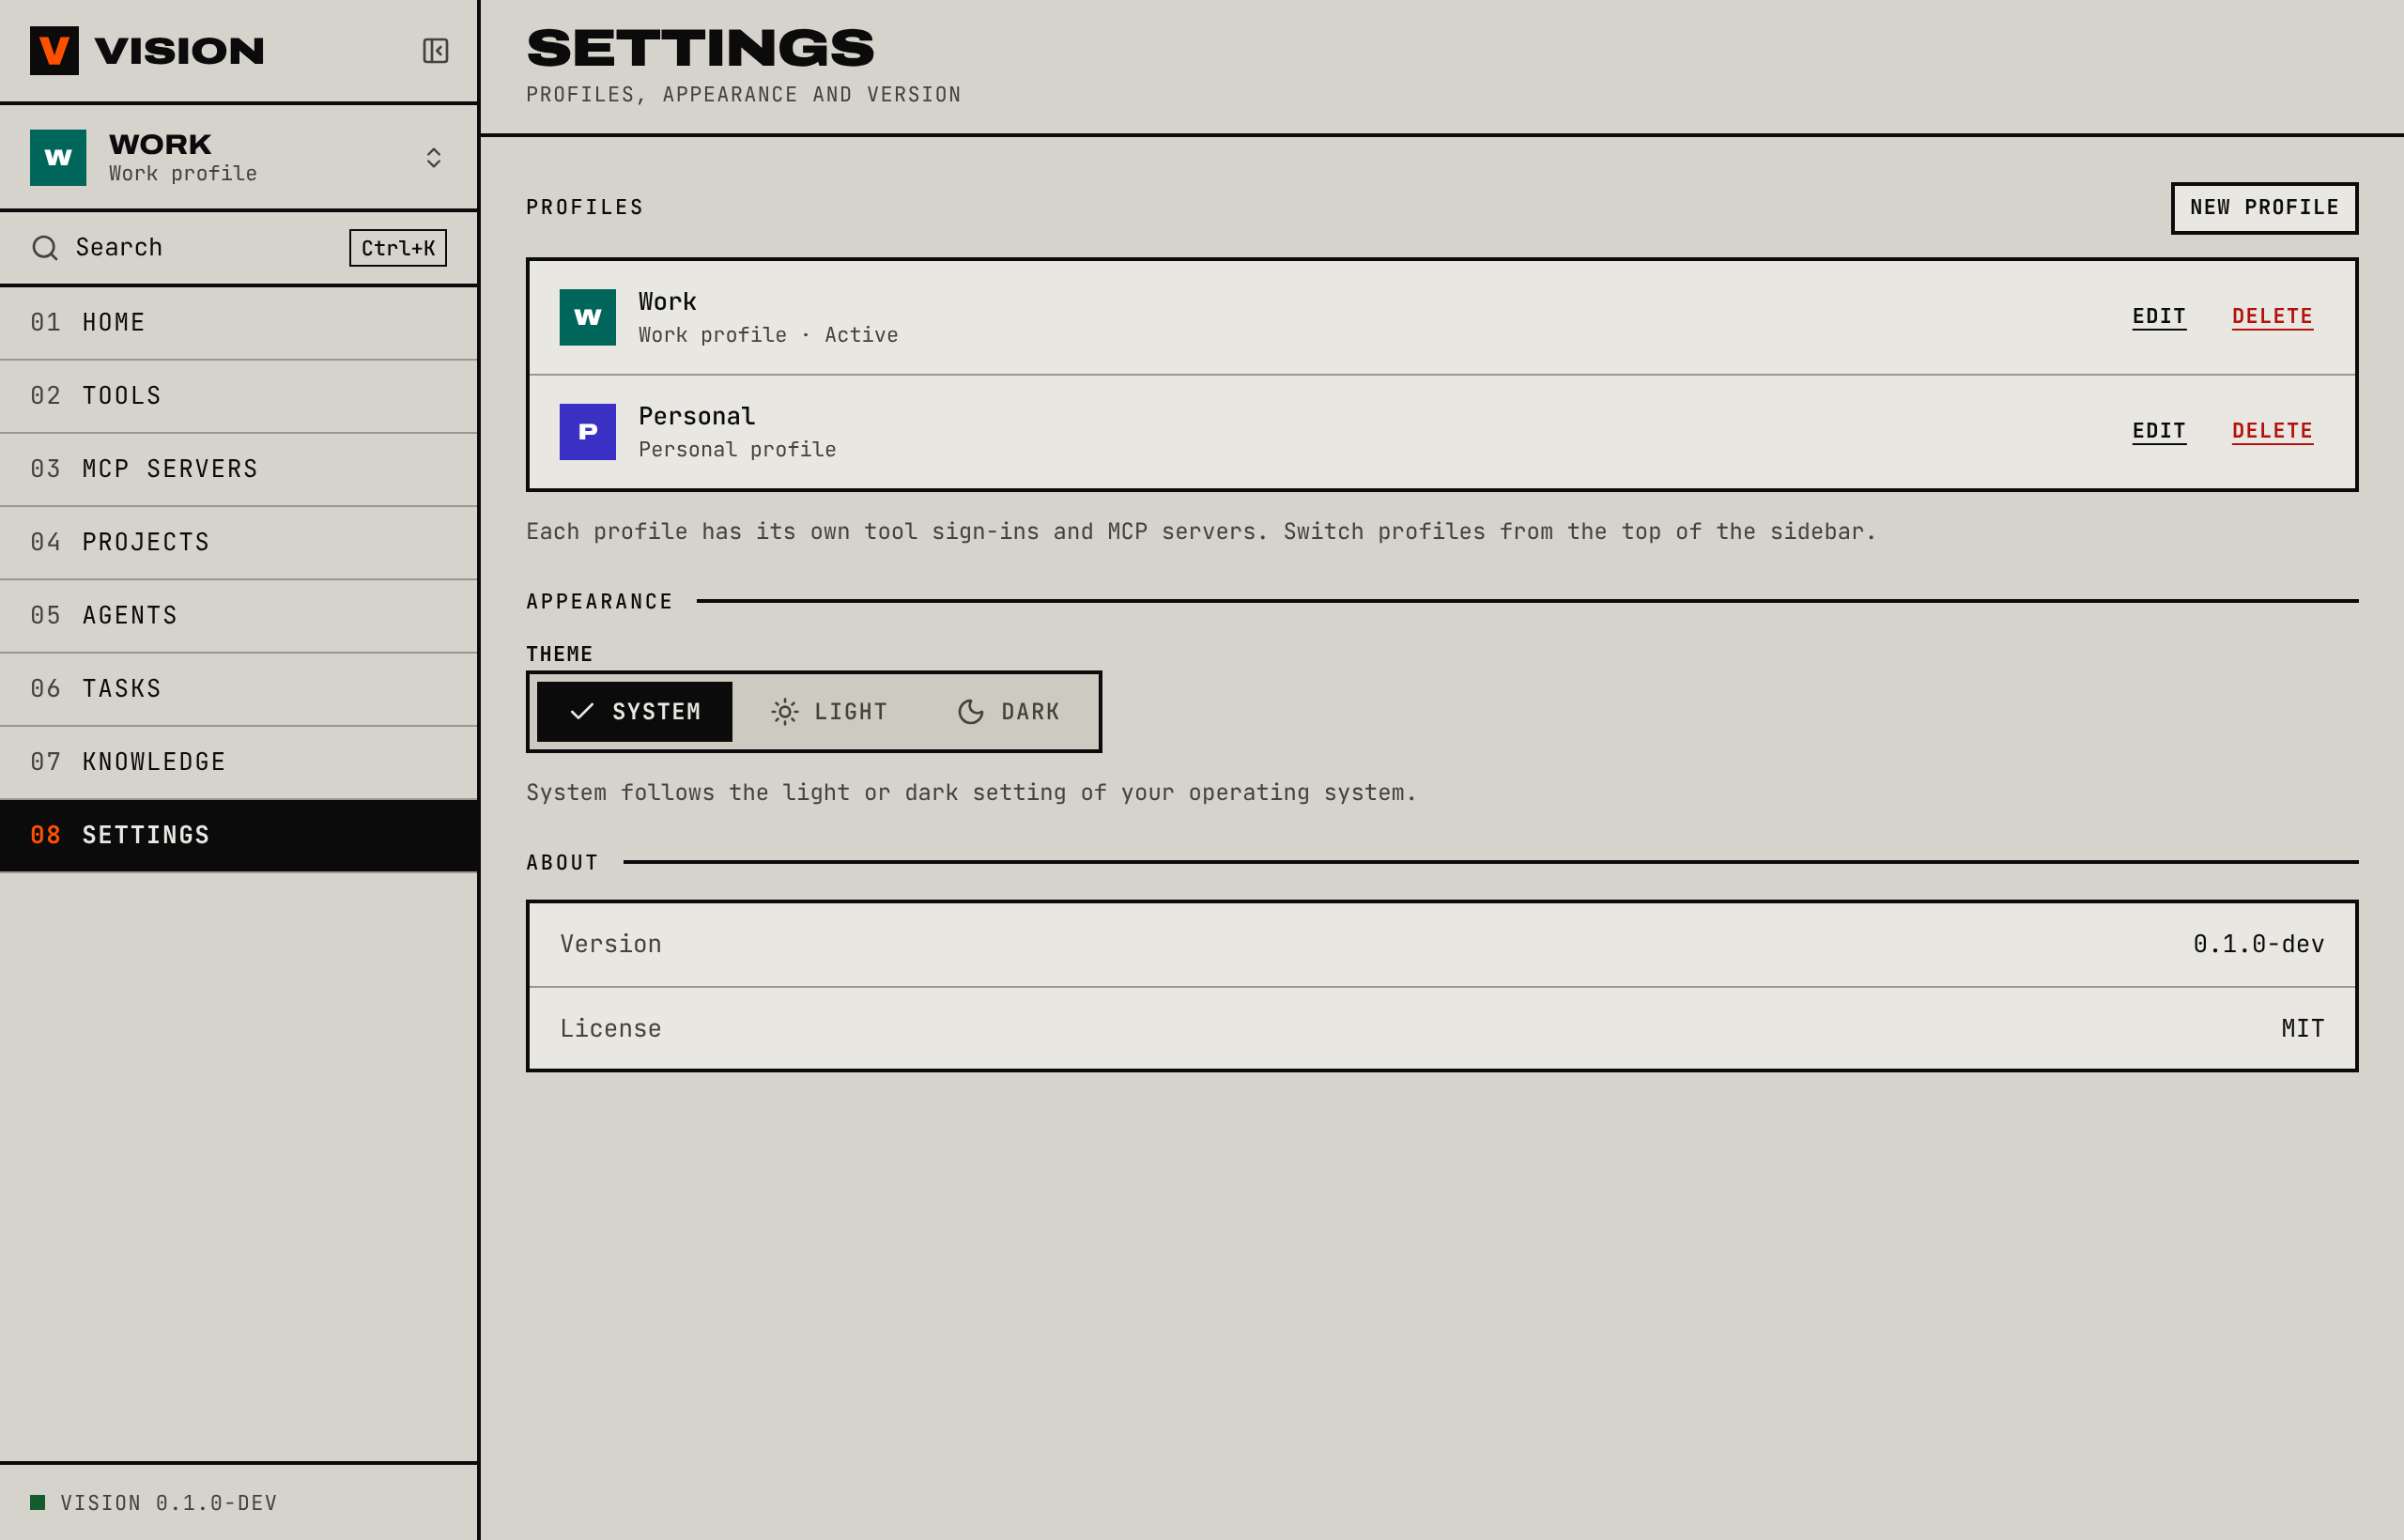 V VISION
W WORK
Work profile
Search Ctrl+K
01 HOME
02 TOOLS
03 MCP SERVERS
04 PROJECTS
05 AGENTS
06 TASKS
07 KNOWLEDGE
08 SETTINGS
VISION 0.1.0-DEV
SETTINGS
PROFILES, APPEARANCE AND VERSION
PROFILES NEW PROFILE
W Work EDIT DELETE
Work profile · Active
P Personal EDIT DELETE
Personal profile
Each profile has its own tool sign-ins and MCP servers. Switch profiles from the top of the sidebar.
APPEARANCE
THEME
SYSTEM LIGHT DARK
System follows the light or dark setting of your operating system.
ABOUT
Version 0.1.0-dev
License MIT